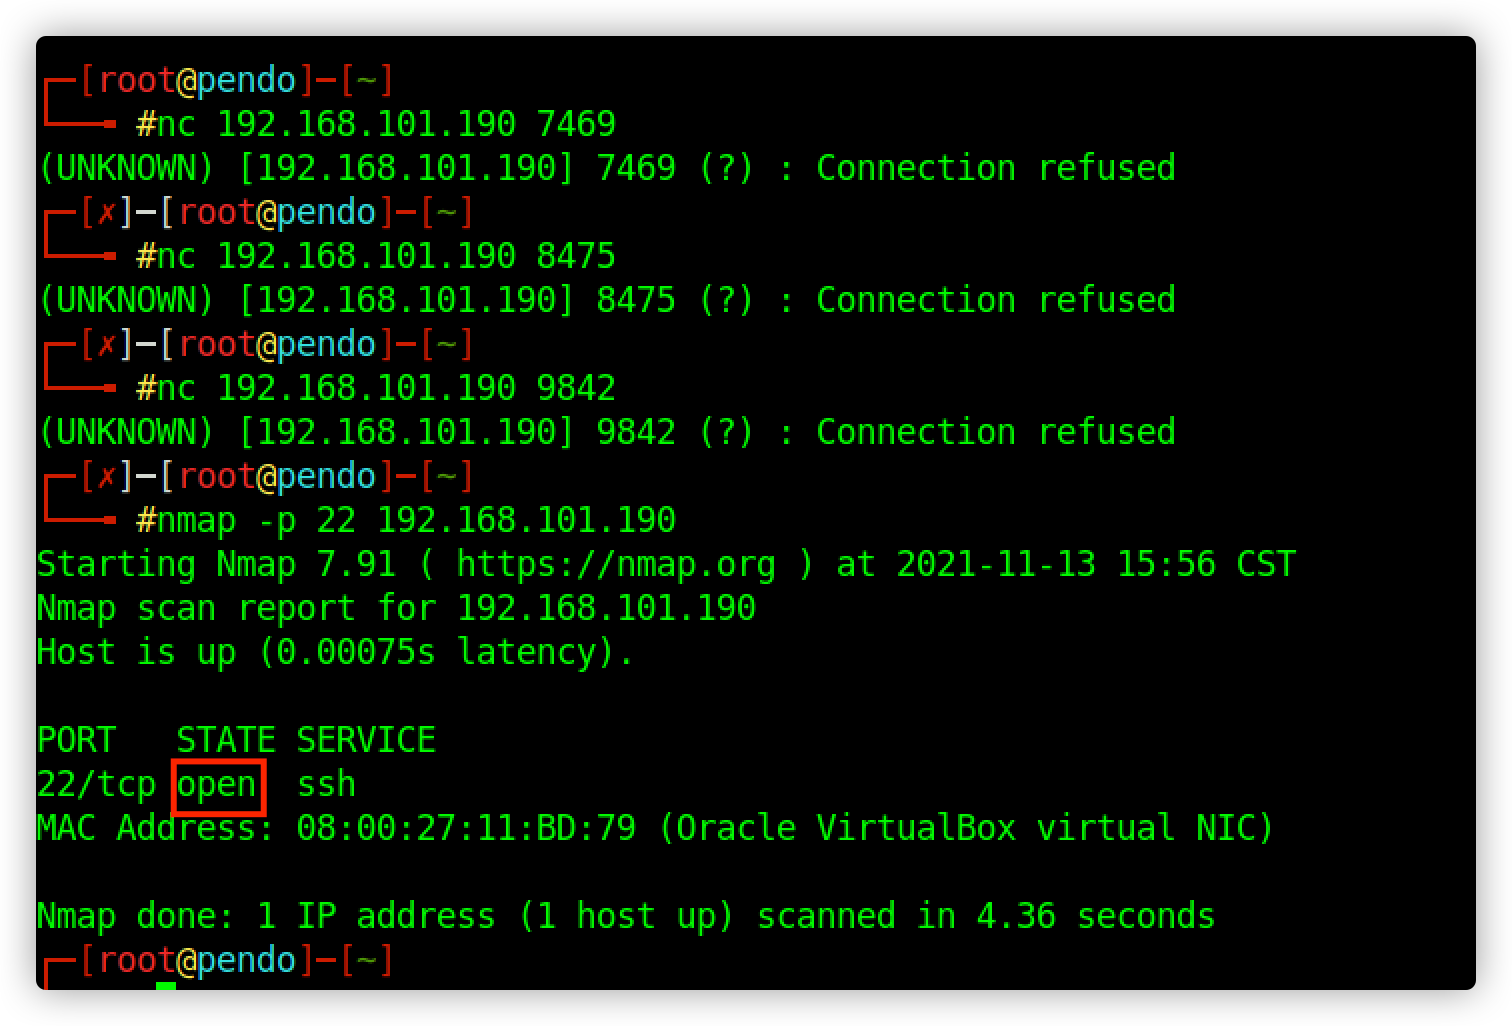 ┌─[root@pendo]─[~]
└──╼ #nc 192.168.101.190 7469
(UNKNOWN) [192.168.101.190] 7469 (?) : Connection refused
┌─[✗]─[root@pendo]─[~]
└──╼ #nc 192.168.101.190 8475
(UNKNOWN) [192.168.101.190] 8475 (?) : Connection refused
┌─[✗]─[root@pendo]─[~]
└──╼ #nc 192.168.101.190 9842
(UNKNOWN) [192.168.101.190] 9842 (?) : Connection refused
┌─[✗]─[root@pendo]─[~]
└──╼ #nmap -p 22 192.168.101.190
Starting Nmap 7.91 ( https://nmap.org ) at 2021-11-13 15:56 CST
Nmap scan report for 192.168.101.190
Host is up (0.00075s latency).
PORT   STATE SERVICE
22/tcp open  ssh
MAC Address: 08:00:27:11:BD:79 (Oracle VirtualBox virtual NIC)
Nmap done: 1 IP address (1 host up) scanned in 4.36 seconds
┌─[root@pendo]─[~]